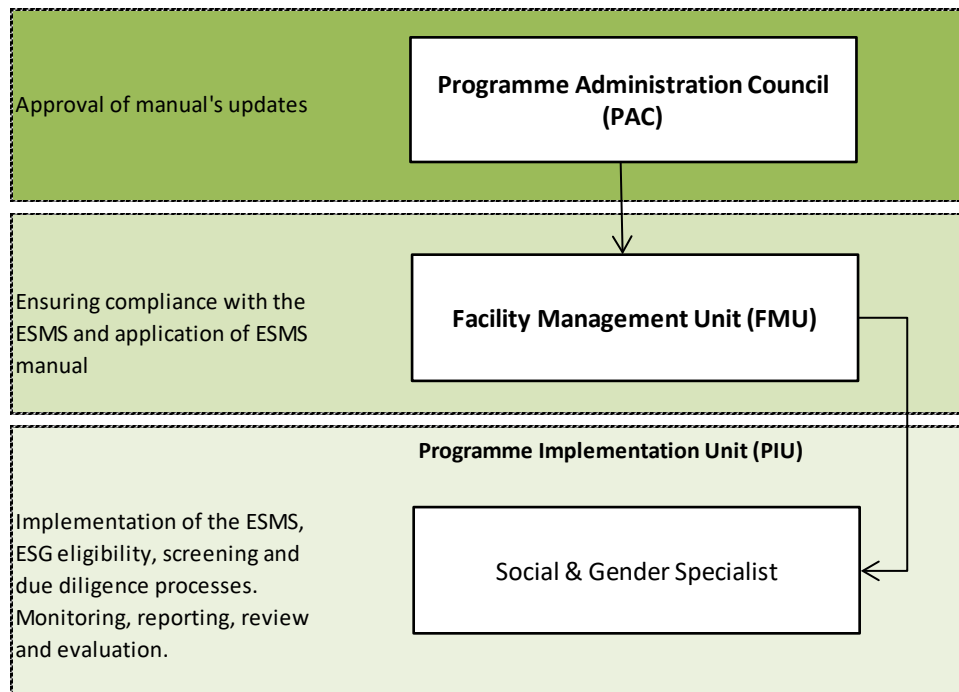 Approval of manual's updates
Programme Administration Council
(PAC)
Ensuring compliance with the
ESMS and application of ESMS
manual
Facility Management Unit (FMU)
Programme Implementation Unit (PIU)
Implementation of the ESMS,
ESG eligibility, screening and
due diligence processes.
Monitoring, reporting, review
and evaluation.
Social & Gender Specialist